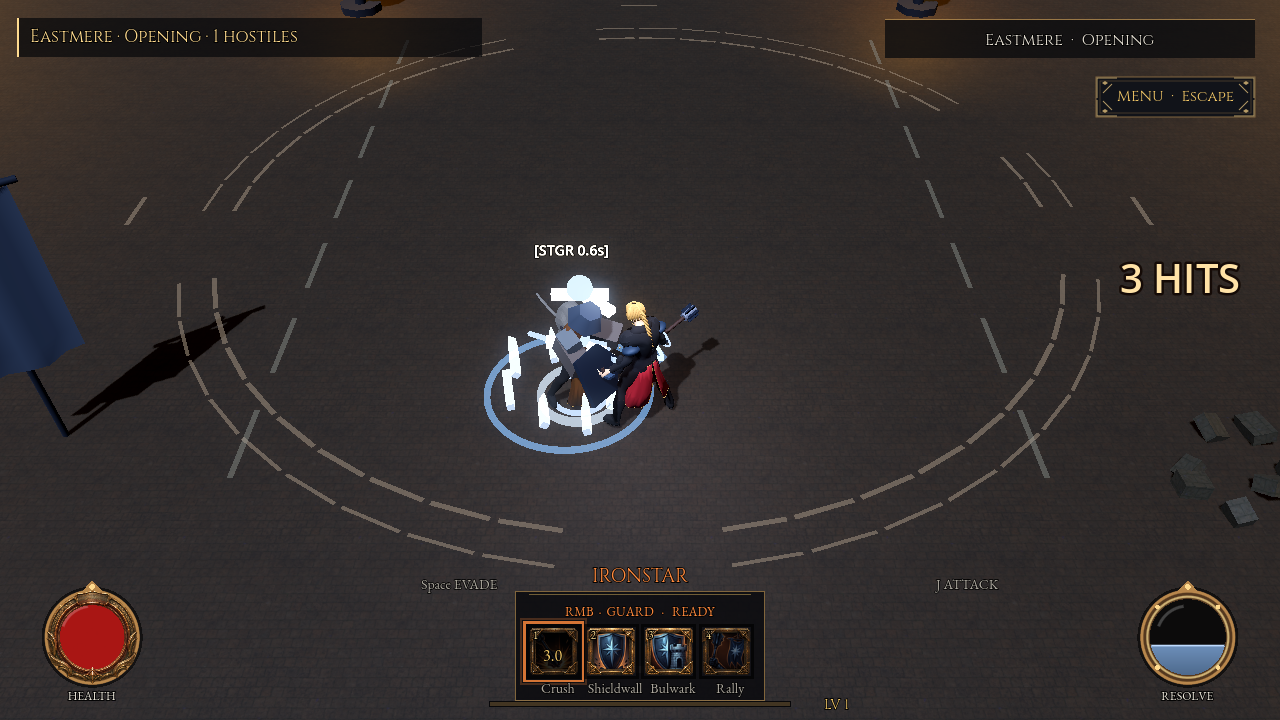 Eastmere · Opening · 1 hostiles
Eastmere · Opening
MENU · Escape
[STGR 0.6s]
3 HITS
IRONSTAR
Space EVADE
J ATTACK
RMB · GUARD · READY
1 2 3 4
3.0
Crush Shieldwall Bulwark Rally
HEALTH
RESOLVE
LV 1